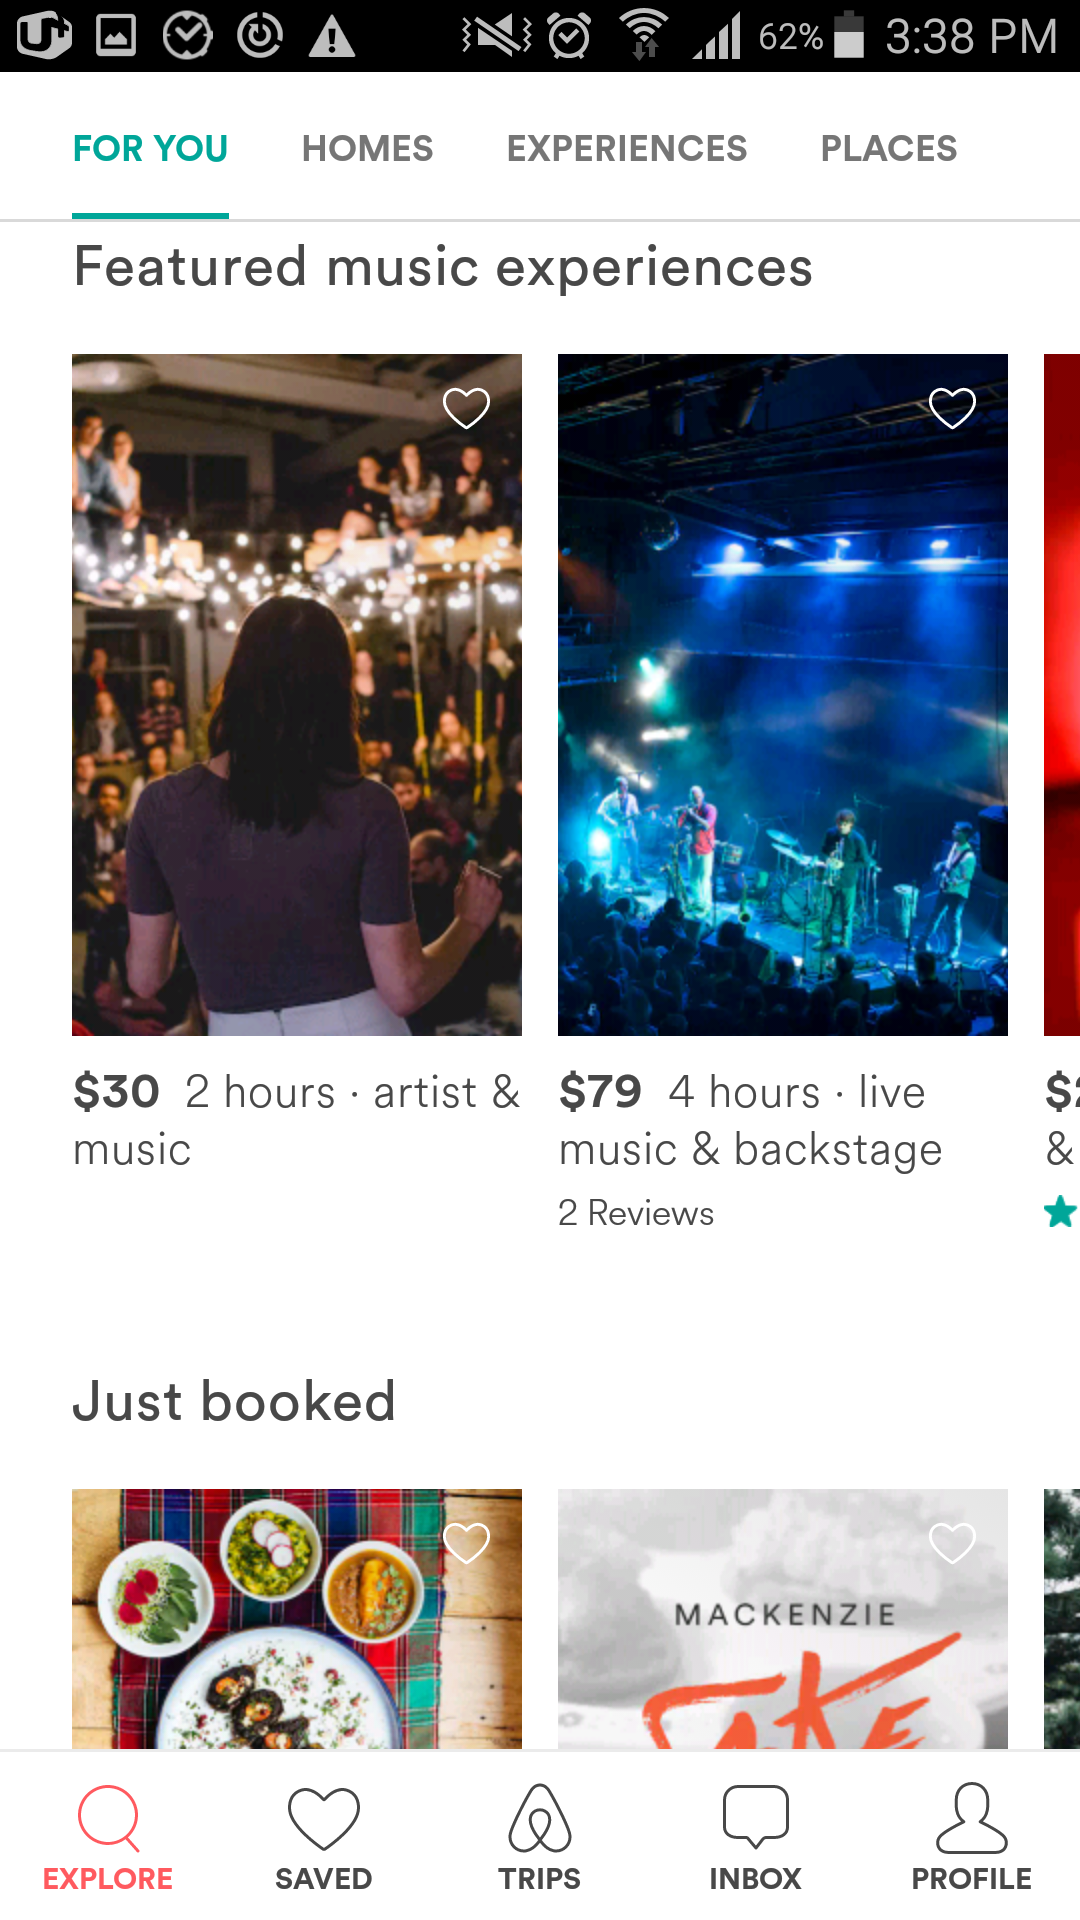 62% 3:38 PM
FOR YOU HOMES EXPERIENCES PLACES
Featured music experiences
$30 2 hours · artist &
music
$79 4 hours · live
music & backstage
2 Reviews
&
Just booked
MACKENZIE
EXPLORE SAVED TRIPS INBOX PROFILE